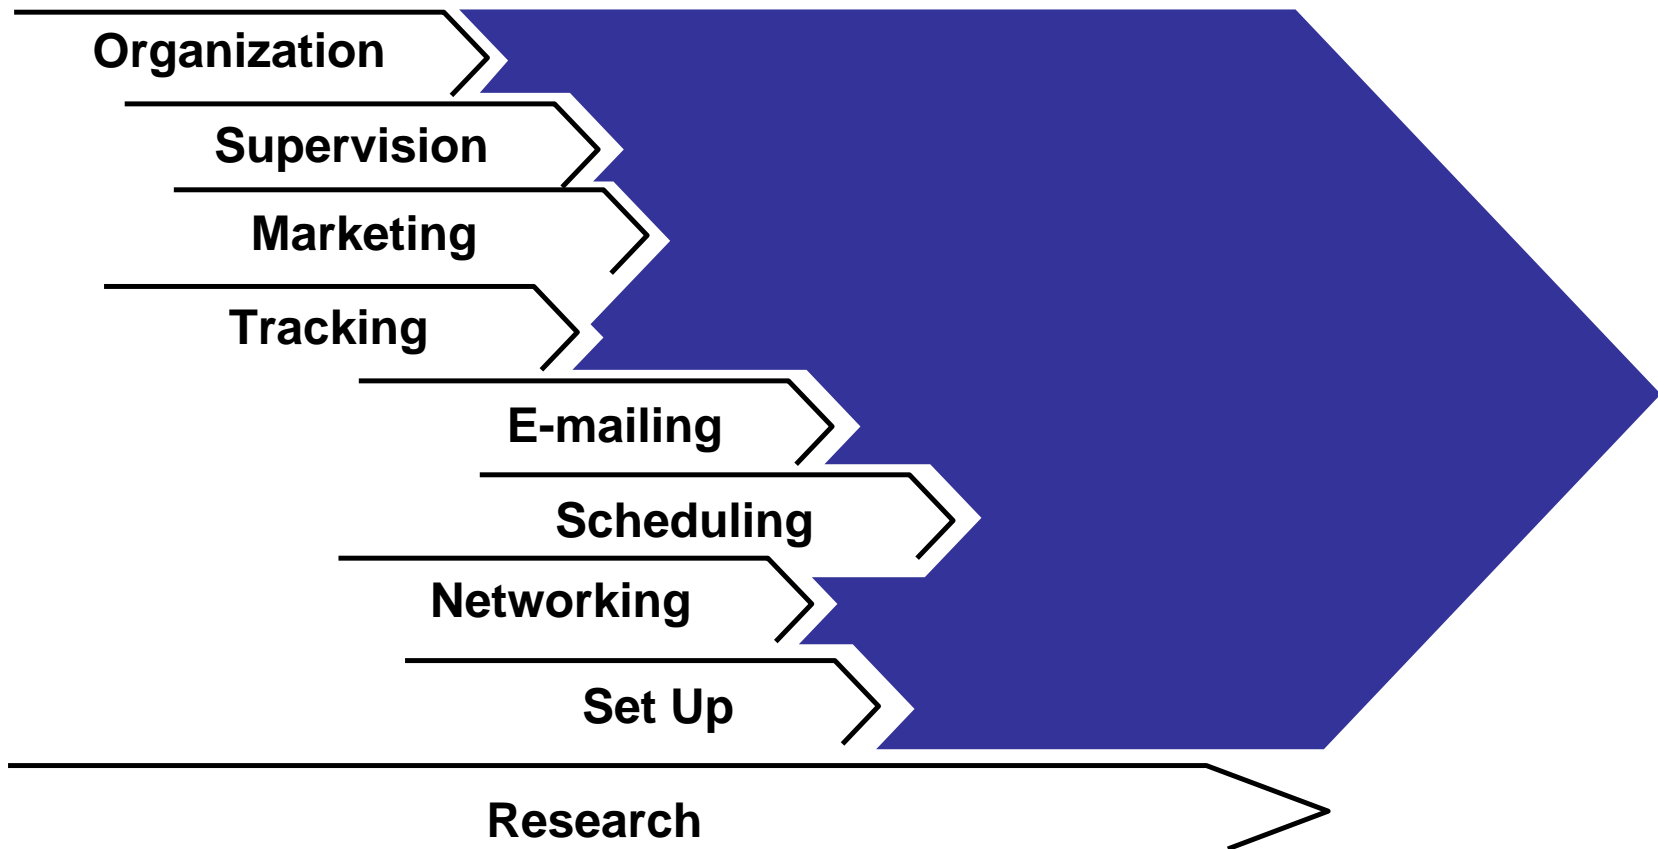 Organization
Supervision
Marketing
Tracking
E-mailing
Scheduling
Networking
Set Up
Research